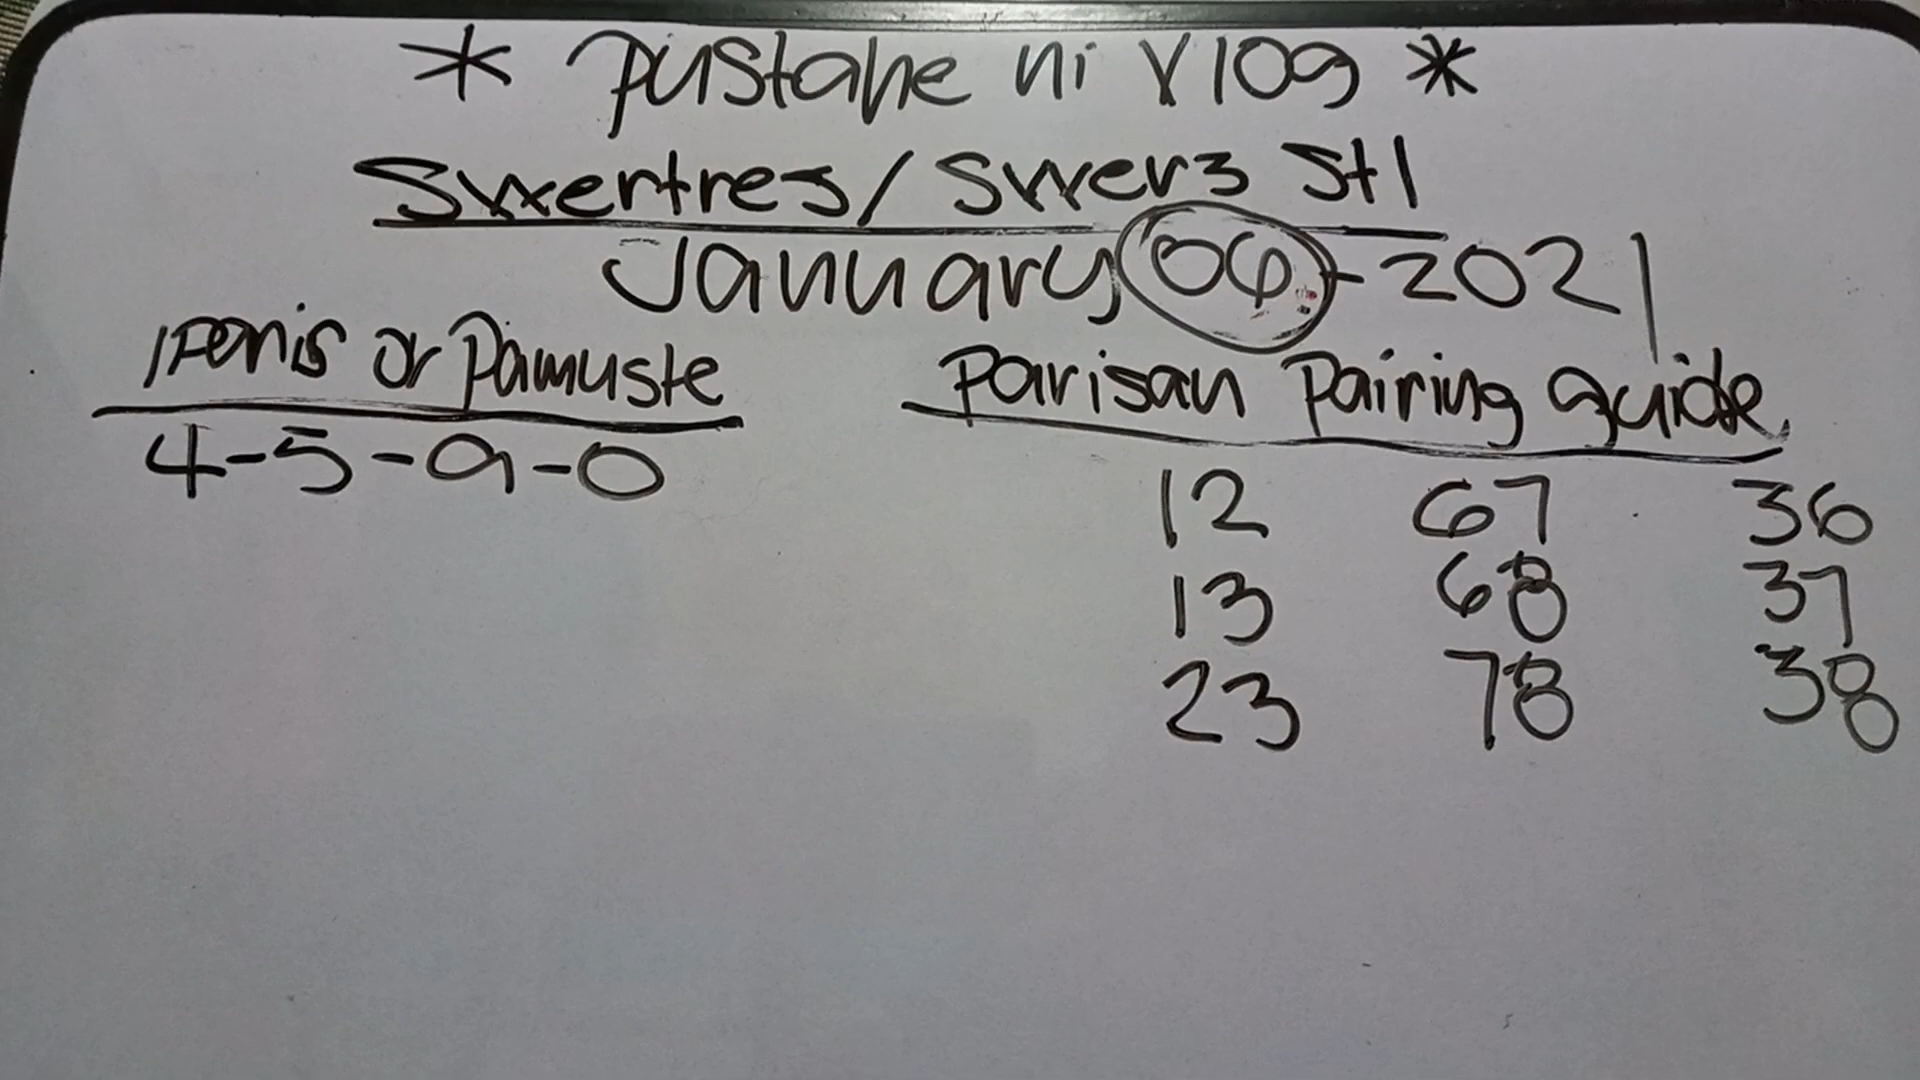 * pustahe ni Vlog *
Swertres/Swer3 Stl
January 06-2021
or Pamuste
4-5-9-0
Parisan Pairing guide
12 67 36
13 68 37
23 78 38